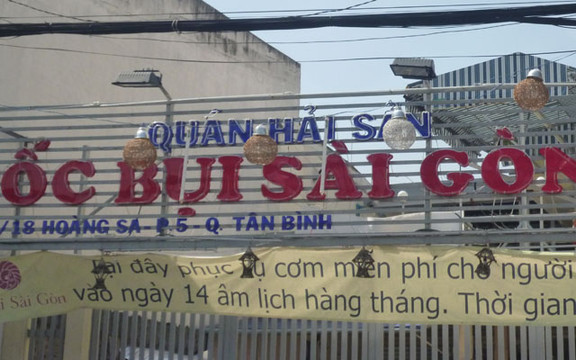 QUÁN HẢI SẢN
ỐC BỤI SÀI GÒN
/18 HOÀNG SA - P.5 - Q. TÂN BÌNH
i Sài Gòn
Tại đây phục vụ cơm miễn phí cho người
vào ngày 14 âm lịch hàng tháng. Thời gian